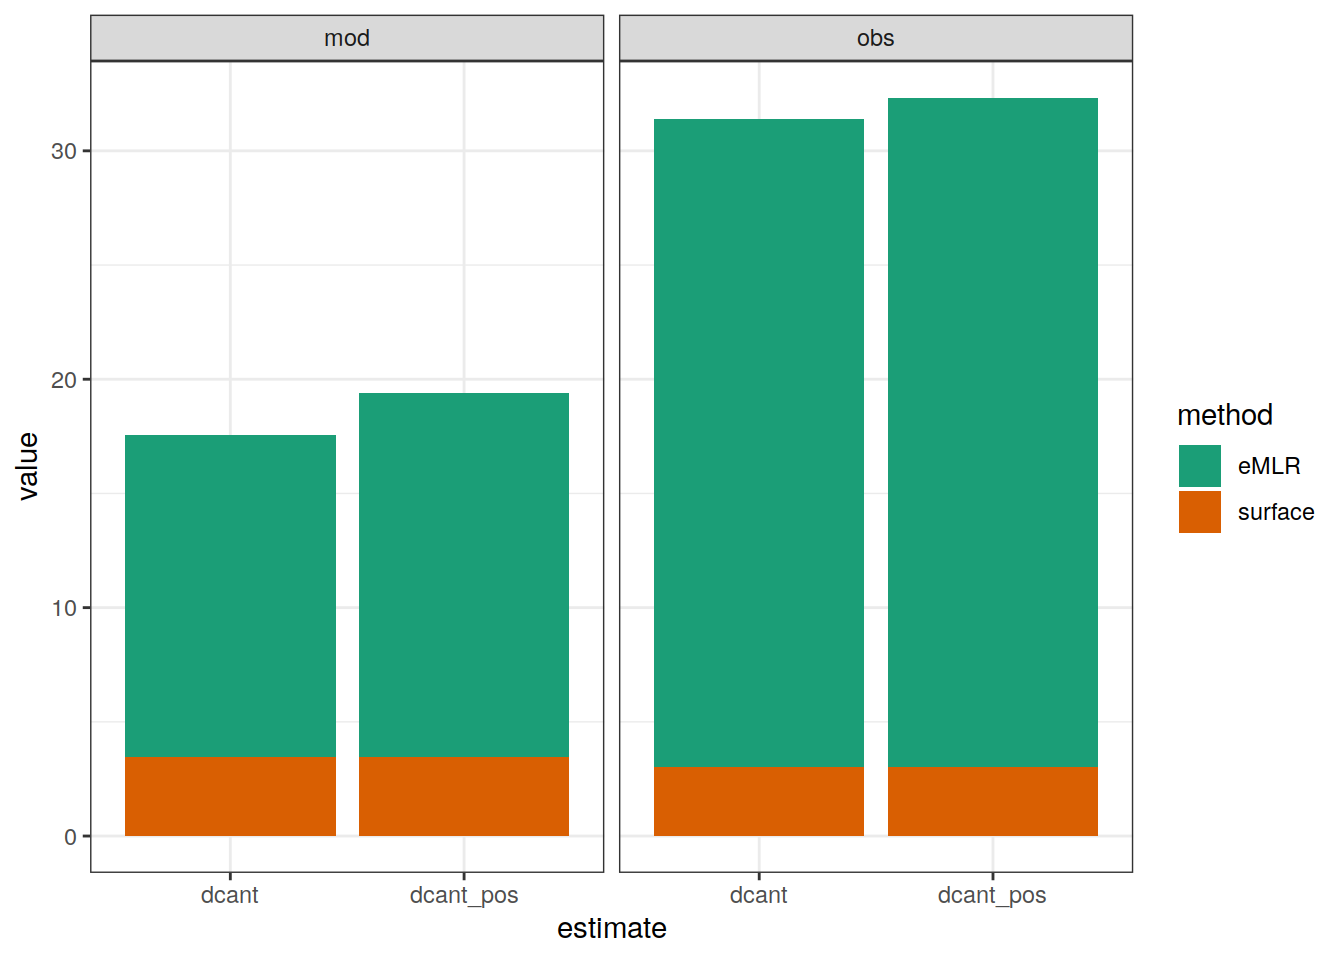 mod
obs
value
30
20
10
0
dcant
dcant_pos
dcant
dcant_pos
estimate
method
eMLR
surface